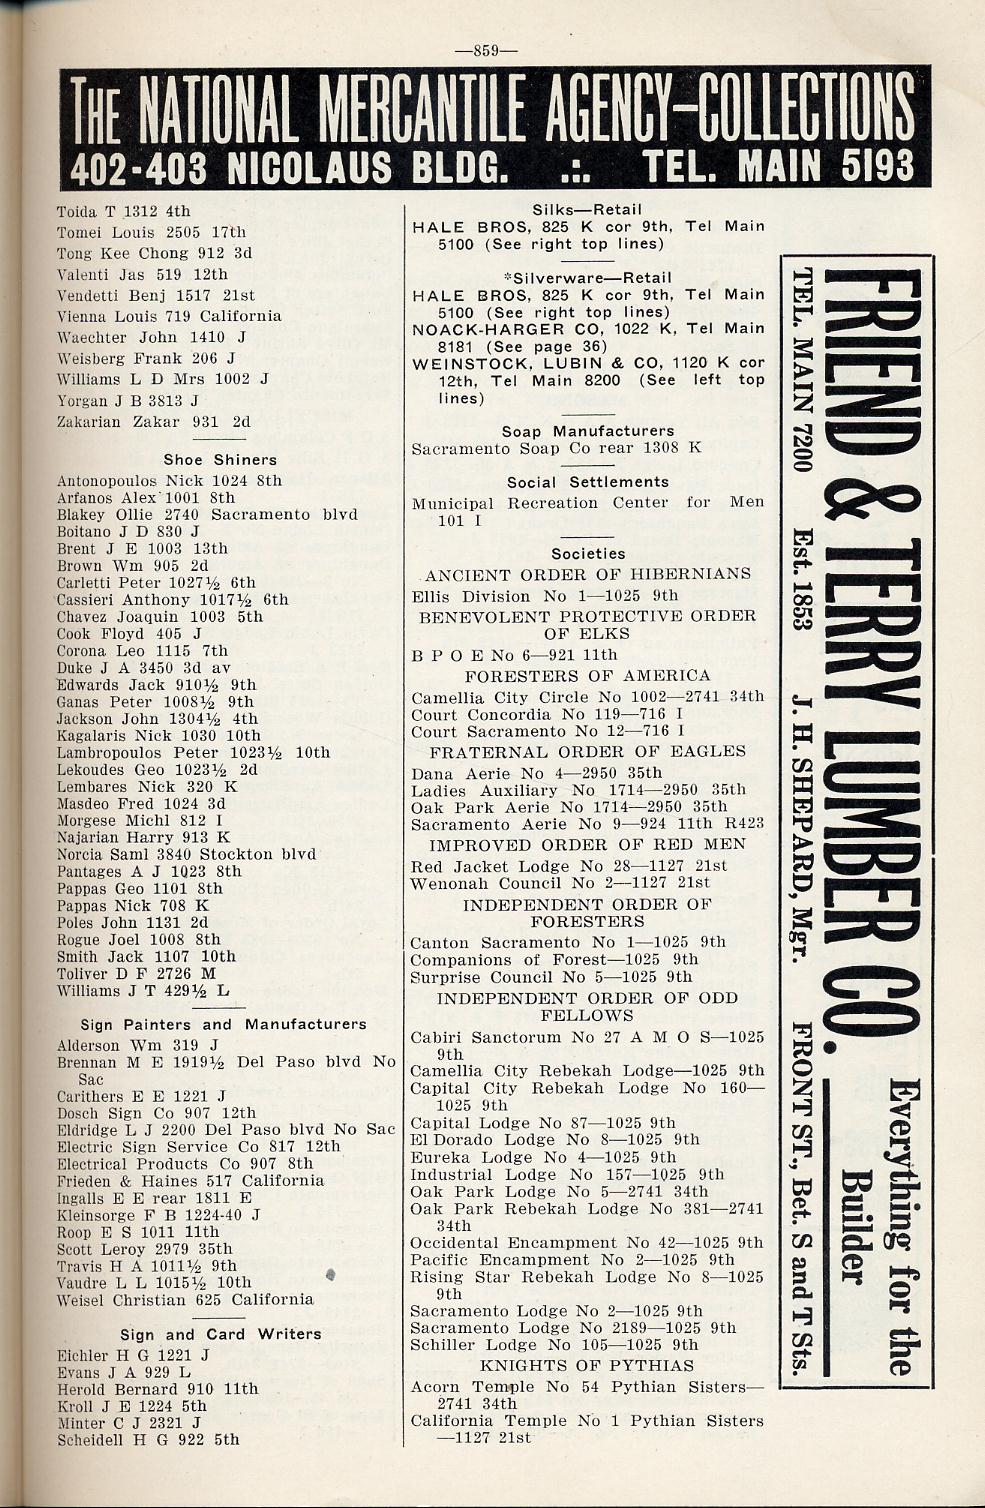 —859—
THE NATIONAL MERCANTILE AGENCY—COLLECTIONS
402-403 NICOLAUS BLDG. .:. TEL. MAIN 5193
Toida T 1312 4th
Tomei Louis 2505 17th
Tong Kee Chong 912 3d
Valenti Jas 519 12th
Vendetti Benj 1517 21st
Vienna Louis 719 California
Waechter John 1410 J
Weisberg Frank 206 J
Williams L D Mrs 1002 J
Yorgan J B 3813 J
Zakarian Zakar 931 2d
Shoe Shiners
Antonopoulos Nick 1024 8th
Arfanos Alex 1001 8th
Blakey Ollie 2740 Sacramento blvd
Boitano J D 830 J
Brent J E 1003 13th
Brown Wm 905 2d
Carletti Peter 1027½ 6th
Cassieri Anthony 1017½ 6th
Chavez Joaquin 1003 5th
Cook Floyd 405 J
Corona Leo 1115 7th
Duke J A 3450 3d av
Edwards Jack 910½ 9th
Ganas Peter 1008½ 9th
Jackson John 1304½ 4th
Kagalaris Nick 1030 10th
Lambropoulos Peter 1023½ 10th
Lekoudes Geo 1023½ 2d
Lembares Nick 320 K
Masdeo Fred 1024 3d
Morgese Michl 812 I
Najarian Harry 913 K
Norcia Saml 3840 Stockton blvd
Pantages A J 1023 8th
Pappas Geo 1101 8th
Pappas Nick 708 K
Poles John 1131 2d
Rogue Joel 1008 8th
Smith Jack 1107 10th
Toliver D F 2726 M
Williams J T 429½ L
Sign Painters and Manufacturers
Alderson Wm 319 J
Brennan M E 1919½ Del Paso blvd No
Sac
Carithers E E 1221 J
Dosch Sign Co 907 12th
Eldridge L J 2200 Del Paso blvd No Sac
Electric Sign Service Co 817 12th
Electrical Products Co 907 8th
Frieden & Haines 517 California
Ingalls E E rear 1811 E
Kleinsorge F B 1224-40 J
Roop E S 1011 11th
Scott Leroy 2979 35th
Travis H A 1011½ 9th
Vaudre L L 1015½ 10th
Weisel Christian 625 California
Sign and Card Writers
Eichler H G 1221 J
Evans J A 929 L
Herold Bernard 910 11th
Kroll J E 1224 5th
Minter C J 2321 J
Scheidell H G 922 5th
Silks—Retail
HALE BROS, 825 K cor 9th, Tel Main
5100 (See right top lines)
*Silverware—Retail
HALE BROS, 825 K cor 9th, Tel Main
5100 (See right top lines)
NOACK-HARGER CO, 1022 K, Tel Main
8181 (See page 36)
WEINSTOCK, LUBIN & CO, 1120 K cor
12th, Tel Main 8200 (See left top
lines)
Soap Manufacturers
Sacramento Soap Co rear 1308 K
Social Settlements
Municipal Recreation Center for Men
101 I
Societies
ANCIENT ORDER OF HIBERNIANS
Ellis Division No 1—1025 9th
BENEVOLENT PROTECTIVE ORDER
OF ELKS
B P O E No 6—921 11th
FORESTERS OF AMERICA
Camellia City Circle No 1002—2741 34th
Court Concordia No 119—716 I
Court Sacramento No 12—716 I
FRATERNAL ORDER OF EAGLES
Dana Aerie No 4—2950 35th
Ladies Auxiliary No 1714—2950 35th
Oak Park Aerie No 1714—2950 35th
Sacramento Aerie No 9—924 11th R423
IMPROVED ORDER OF RED MEN
Red Jacket Lodge No 28—1127 21st
Wenonah Council No 2—1127 21st
INDEPENDENT ORDER OF
FORESTERS
Canton Sacramento No 1—1025 9th
Companions of Forest—1025 9th
Surprise Council No 5—1025 9th
INDEPENDENT ORDER OF ODD
FELLOWS
Cabiri Sanctorum No 27 A M O S—1025
9th
Camellia City Rebekah Lodge—1025 9th
Capital City Rebekah Lodge No 160—
1025 9th
Capital Lodge No 87—1025 9th
El Dorado Lodge No 8—1025 9th
Eureka Lodge No 4—1025 9th
Industrial Lodge No 157—1025 9th
Oak Park Lodge No 5—2741 34th
Oak Park Rebekah Lodge No 381—2741
34th
Occidental Encampment No 42—1025 9th
Pacific Encampment No 2—1025 9th
Rising Star Rebekah Lodge No 8—1025
9th
Sacramento Lodge No 2—1025 9th
Sacramento Lodge No 2189—1025 9th
Schiller Lodge No 105—1025 9th
KNIGHTS OF PYTHIAS
Acorn Temple No 54 Pythian Sisters—
2741 34th
California Temple No 1 Pythian Sisters
—1127 21st
FRIEND & TERRY LUMBER CO.
Everything for the
Builder
TEL. MAIN 7200 Est. 1853 J. H. SHEPARD, Mgr. FRONT ST., Bet. S and T Sts.